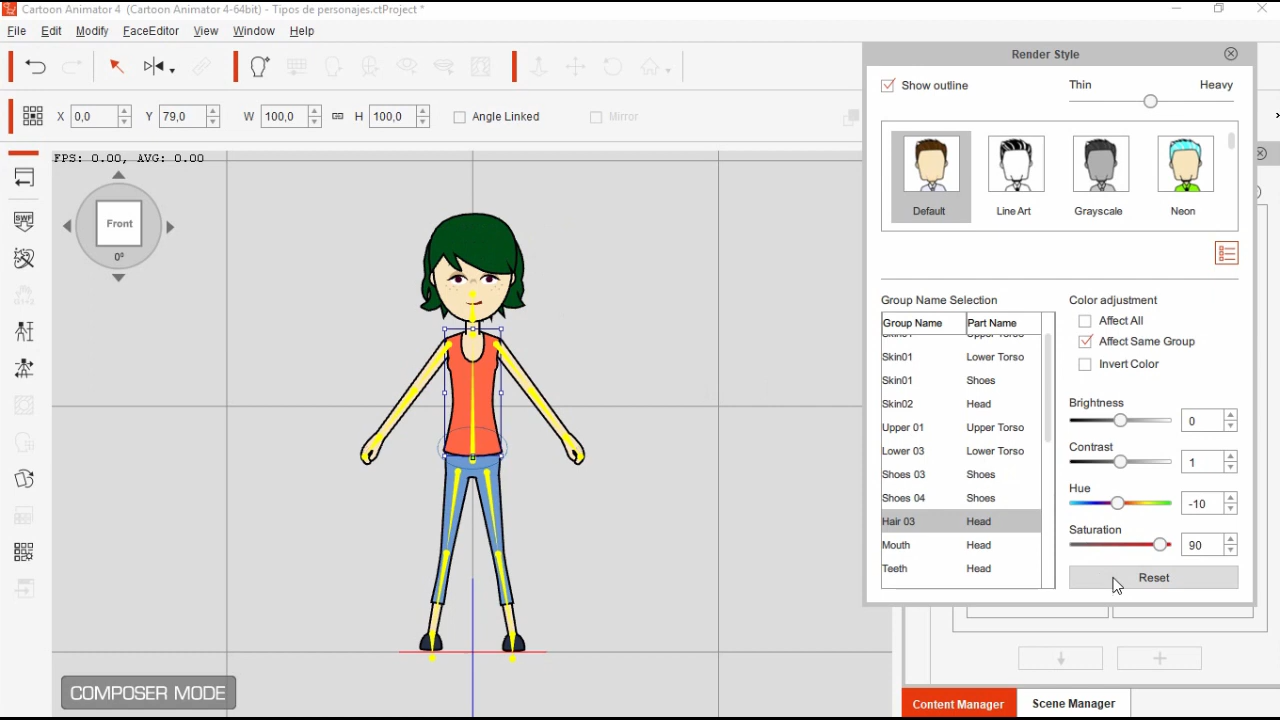 Cartoon Animator 4 (Cartoon Animator 4-64bit) - Tipos de personajes.ctProject *
File Edit Modify FaceEditor View Window Help
X 0,0 Y 79,0 W 100,0 H 100,0 Angle Linked Mirror
FPS: 0.00, AVG: 0.00
SWF
Front
0°
COMPOSER MODE
Render Style
Show outline Thin Heavy
Default Line Art Grayscale Neon
Group Name Selection
Group Name Part Name
Skin01 Upper Torso
Skin01 Lower Torso
Skin01 Shoes
Skin02 Head
Upper 01 Upper Torso
Lower 03 Lower Torso
Shoes 03 Shoes
Shoes 04 Shoes
Hair 03 Head
Mouth Head
Teeth Head
Color adjustment
Affect All
Affect Same Group
Invert Color
Brightness
0
Contrast
1
Hue
-10
Saturation
90
Reset
Content Manager Scene Manager